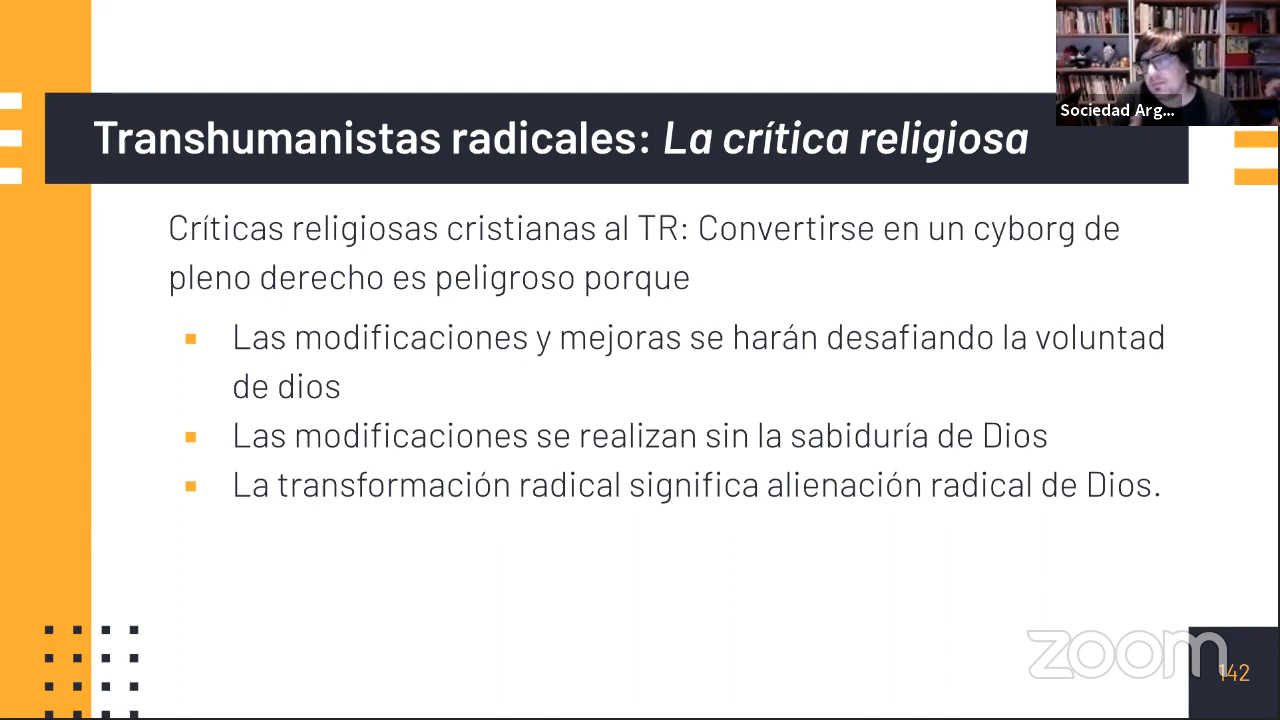 Sociedad Arg...
Transhumanistas radicales: La crítica religiosa
Críticas religiosas cristianas al TR: Convertirse en un cyborg de
pleno derecho es peligroso porque
Las modificaciones y mejoras se harán desafiando la voluntad
de dios
Las modificaciones se realizan sin la sabiduría de Dios
La transformación radical significa alienación radical de Dios.
zoom
142